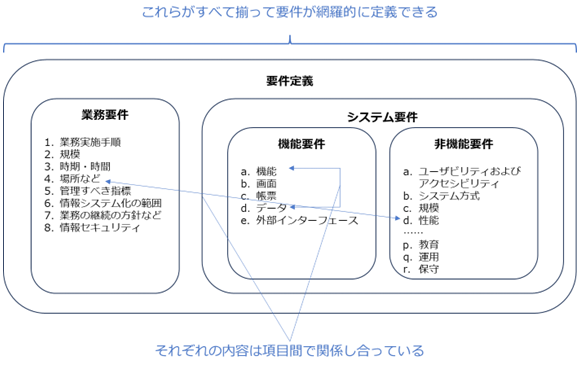 これらがすべて揃って要件が網羅的に定義できる
要件定義
業務要件
1. 業務実施手順
2. 規模
3. 時期・時間
4. 場所など
5. 管理すべき指標
6. 情報システム化の範囲
7. 業務の継続の方針など
8. 情報セキュリティ
システム要件
機能要件
a. 機能
b. 画面
c. 帳票
d. データ
e. 外部インターフェース
非機能要件
a. ユーザビリティおよび
アクセシビリティ
b. システム方式
c. 規模
d. 性能
……
p. 教育
q. 運用
r. 保守
それぞれの内容は項目間で関係し合っている